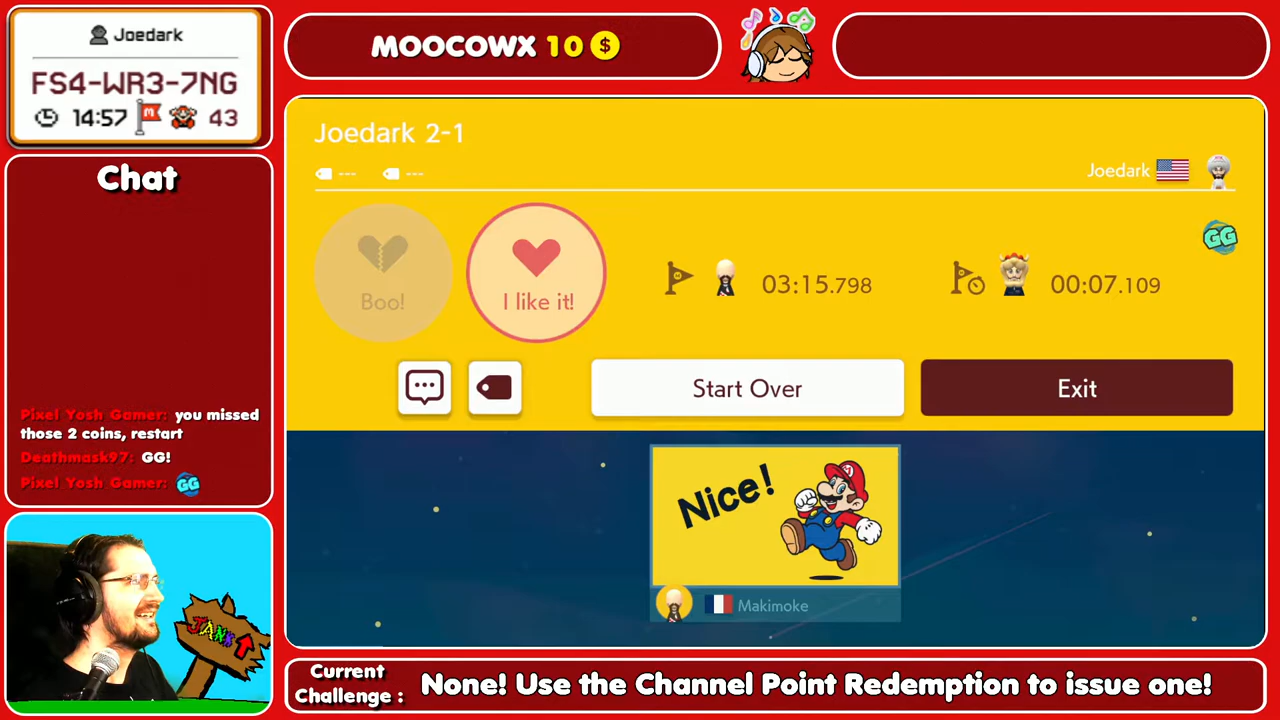 Joedark
FS4-WR3-7NG
14:57 M 43
MOOCOWX 10 $
Chat
Pixel Yosh Gamer: you missed
those 2 coins, restart
Deathmask97: GG!
Pixel Yosh Gamer: GG
Joedark 2-1
--- ---
Joedark
GG
Boo!
I like it!
03:15.798
00:07.109
Start Over
Exit
Nice!
Makimoke
JANK
Current
Challenge :
None! Use the Channel Point Redemption to issue one!